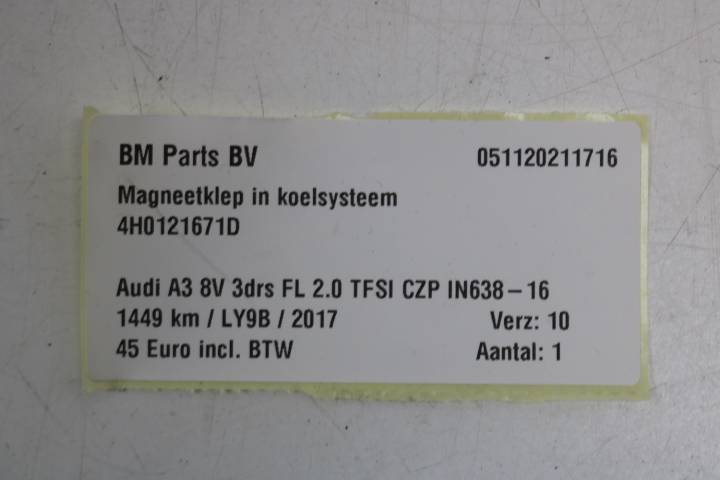 BM Parts BV 051120211716
Magneetklep in koelsysteem
4H0121671D
Audi A3 8V 3drs FL 2.0 TFSI CZP IN638-16
1449 km / LY9B / 2017 Verz: 10
45 Euro incl. BTW Aantal: 1